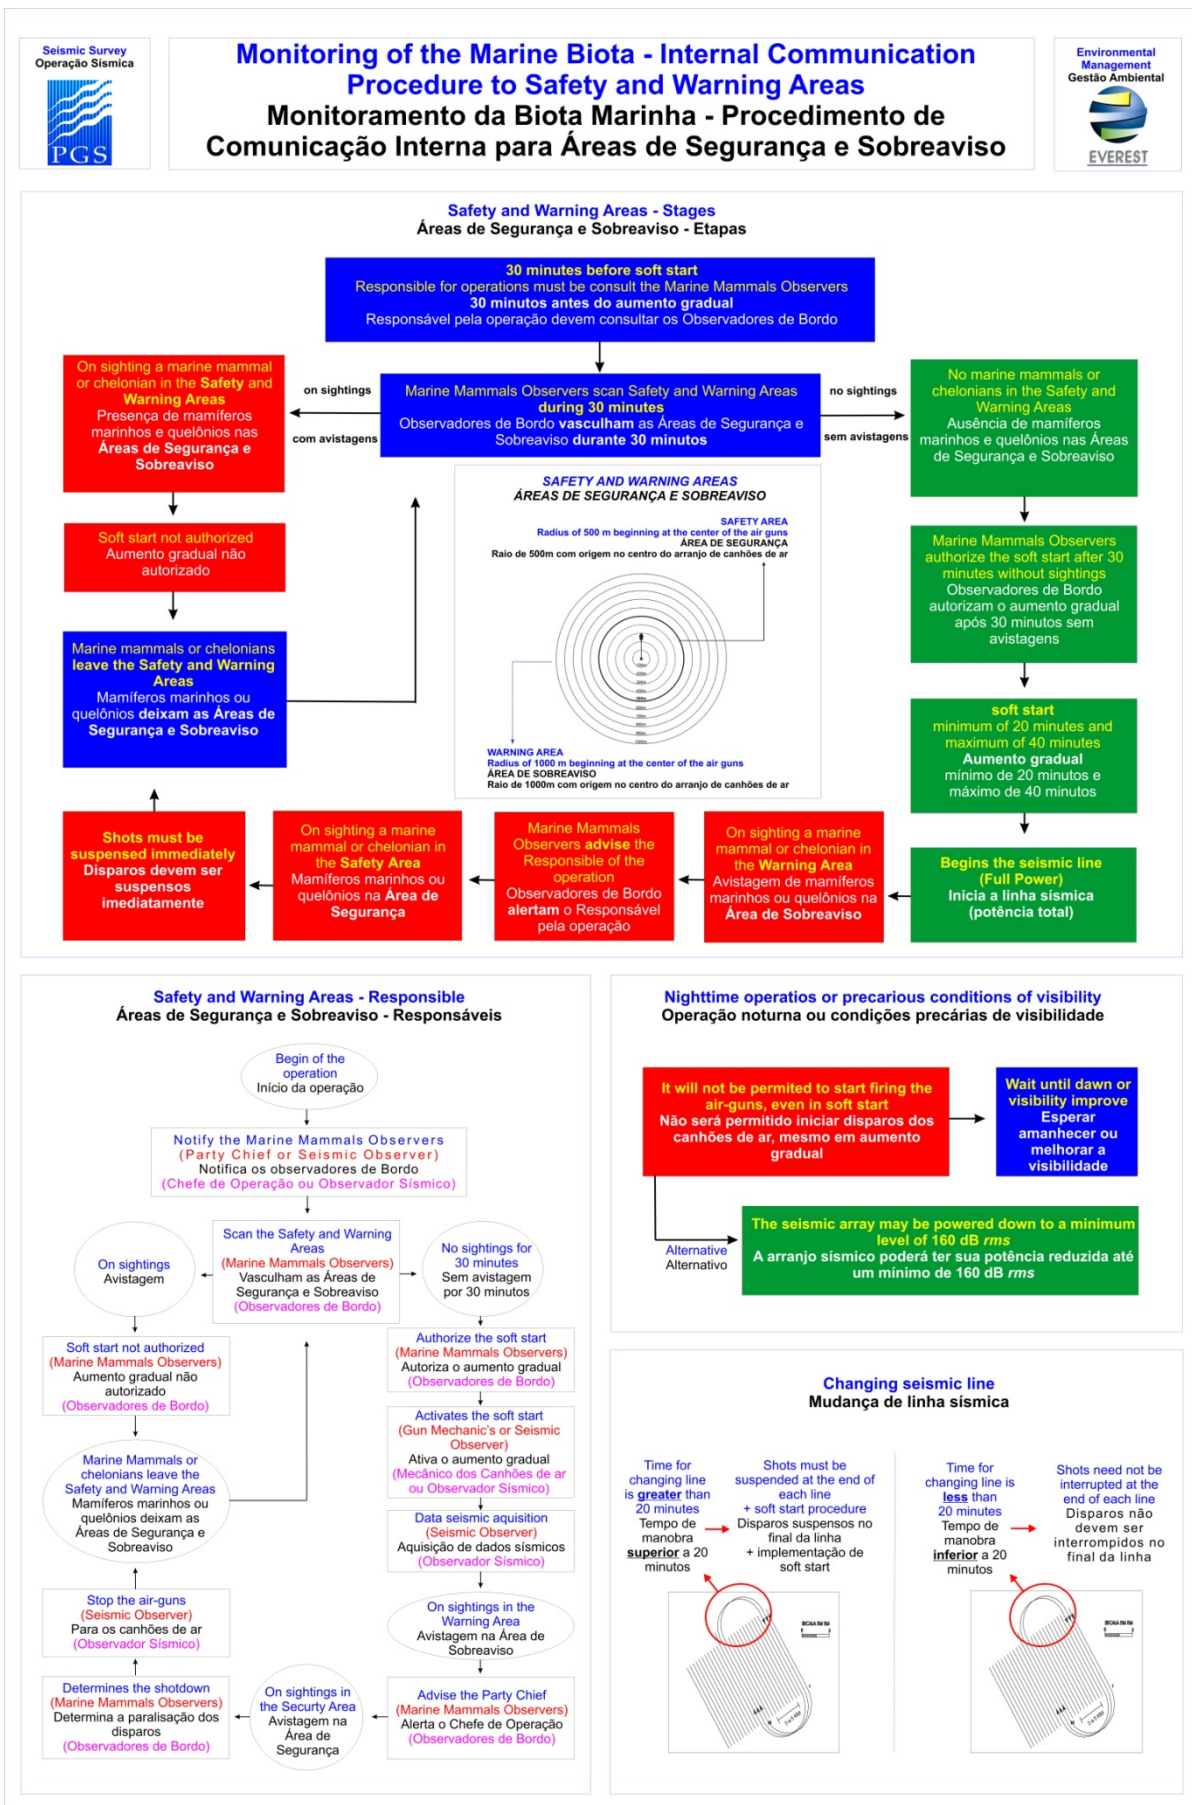 Seismic Survey
Operação Sísmica
PGS
Monitoring of the Marine Biota - Internal Communication
Procedure to Safety and Warning Areas
Monitoramento da Biota Marinha - Procedimento de
Comunicação Interna para Áreas de Segurança e Sobreaviso
Environmental
Management
Gestão Ambiental
EVEREST
Safety and Warning Areas - Stages
Áreas de Segurança e Sobreaviso - Etapas
30 minutes before soft start
Responsible for operations must be consult the Marine Mammals Observers
30 minutos antes do aumento gradual
Responsável pela operação devem consultar os Observadores de Bordo
On sighting a marine mammal
or chelonian in the Safety and
Warning Areas
Presença de mamíferos
marinhos e quelônios nas
Áreas de Segurança e
Sobreaviso
on sightings
com avistagens
Marine Mammals Observers scan Safety and Warning Areas
during 30 minutes
Observadores de Bordo vasculham as Áreas de Segurança e
Sobreaviso durante 30 minutos
no sightings
sem avistagens
No marine mammals or
chelonians in the Safety and
Warning Areas
Ausência de mamíferos
marinhos e quelônios nas Áreas
de Segurança e Sobreaviso
Soft start not authorized
Aumento gradual não
autorizado
Marine mammals or chelonians
leave the Safety and Warning
Areas
Mamíferos marinhos ou
quelônios deixam as Áreas de
Segurança e Sobreaviso
SAFETY AND WARNING AREAS
ÁREAS DE SEGURANÇA E SOBREAVISO
SAFETY AREA
Radius of 500 m beginning at the center of the air guns
ÁREA DE SEGURANÇA
Raio de 500m com origem no centro do arranjo de canhões de ar
WARNING AREA
Radius of 1000 m beginning at the center of the air guns
ÁREA DE SOBREAVISO
Raio de 1000m com origem no centro do arranjo de canhões de ar
Marine Mammals Observers
authorize the soft start after 30
minutes without sightings
Observadores de Bordo
autorizam o aumento gradual
após 30 minutos sem
avistagens
soft start
minimum of 20 minutes and
maximum of 40 minutes
Aumento gradual
mínimo de 20 minutos e
máximo de 40 minutos
Shots must be
suspensed immediately
Disparos devem ser
suspensos
imediatamente
On sighting a marine
mammal or chelonian in
the Safety Area
Mamíferos marinhos ou
quelônios na Área de
Segurança
Marine Mammals
Observers advise the
Responsible of the
operation
Observadores de Bordo
alertam o Responsável
pela operação
On sighting a marine
mammal or chelonian in
the Warning Area
Avistagem de mamíferos
marinhos ou quelônios na
Área de Sobreaviso
Begins the seismic line
(Full Power)
Inicia a linha sísmica
(potência total)
Safety and Warning Areas - Responsible
Áreas de Segurança e Sobreaviso - Responsáveis
Begin of the
operation
Início da operação
Notify the Marine Mammals Observers
(Party Chief or Seismic Observer)
Notifica os observadores de Bordo
(Chefe de Operação ou Observador Sísmico)
On sightings
Avistagem
Scan the Safety and Warning
Areas
(Marine Mammals Observers)
Vasculham as Áreas de
Segurança e Sobreaviso
(Observadores de Bordo)
No sightings for
30 minutes
Sem avistagem
por 30 minutos
Soft start not authorized
(Marine Mammals Observers)
Aumento gradual não
autorizado
(Observadores de Bordo)
Authorize the soft start
(Marine Mammals Observers)
Autoriza o aumento gradual
(Observadores de Bordo)
Activates the soft start
(Gun Mechanic's or Seismic
Observer)
Ativa o aumento gradual
(Mecânico dos Canhões de ar
ou Observador Sísmico)
Marine Mammals or
chelonians leave the
Safety and Warning Areas
Mamíferos marinhos ou
quelônios deixam as
Áreas de Segurança e
Sobreaviso
Data seismic aquisition
(Seismic Observer)
Aquisição de dados sísmicos
(Observador Sísmico)
Stop the air-guns
(Seismic Observer)
Para os canhões de ar
(Observador Sísmico)
On sightings in the
Warning Area
Avistagem na Área de
Sobreaviso
Determines the shotdown
(Marine Mammals Observers)
Determina a paralisação dos
disparos
(Observadores de Bordo)
On sightings in
the Securty Area
Avistagem na
Área de
Segurança
Advise the Party Chief
(Marine Mammals Observers)
Alerta o Chefe de Operação
(Observadores de Bordo)
Nighttime operatios or precarious conditions of visibility
Operação noturna ou condições precárias de visibilidade
It will not be permited to start firing the
air-guns, even in soft start
Não será permitido iniciar disparos dos
canhões de ar, mesmo em aumento
gradual
Wait until dawn or
visibility improve
Esperar
amanhecer ou
melhorar a
visibilidade
Alternative
Alternativo
The seismic array may be powered down to a minimum
level of 160 dB rms
A arranjo sísmico poderá ter sua potência reduzida até
um mínimo de 160 dB rms
Changing seismic line
Mudança de linha sísmica
Time for
changing line
is greater than
20 minutes
Tempo de
manobra
superior a 20
minutos
Shots must be
suspended at the end of
each line
+ soft start procedure
Disparos suspensos no
final da linha
+ implementação de
soft start
Time for
changing line is
less than
20 minutes
Tempo de
manobra
inferior a 20
minutos
Shots need not be
interrupted at the
end of each line
Disparos não
devem ser
interrompidos no
final da linha